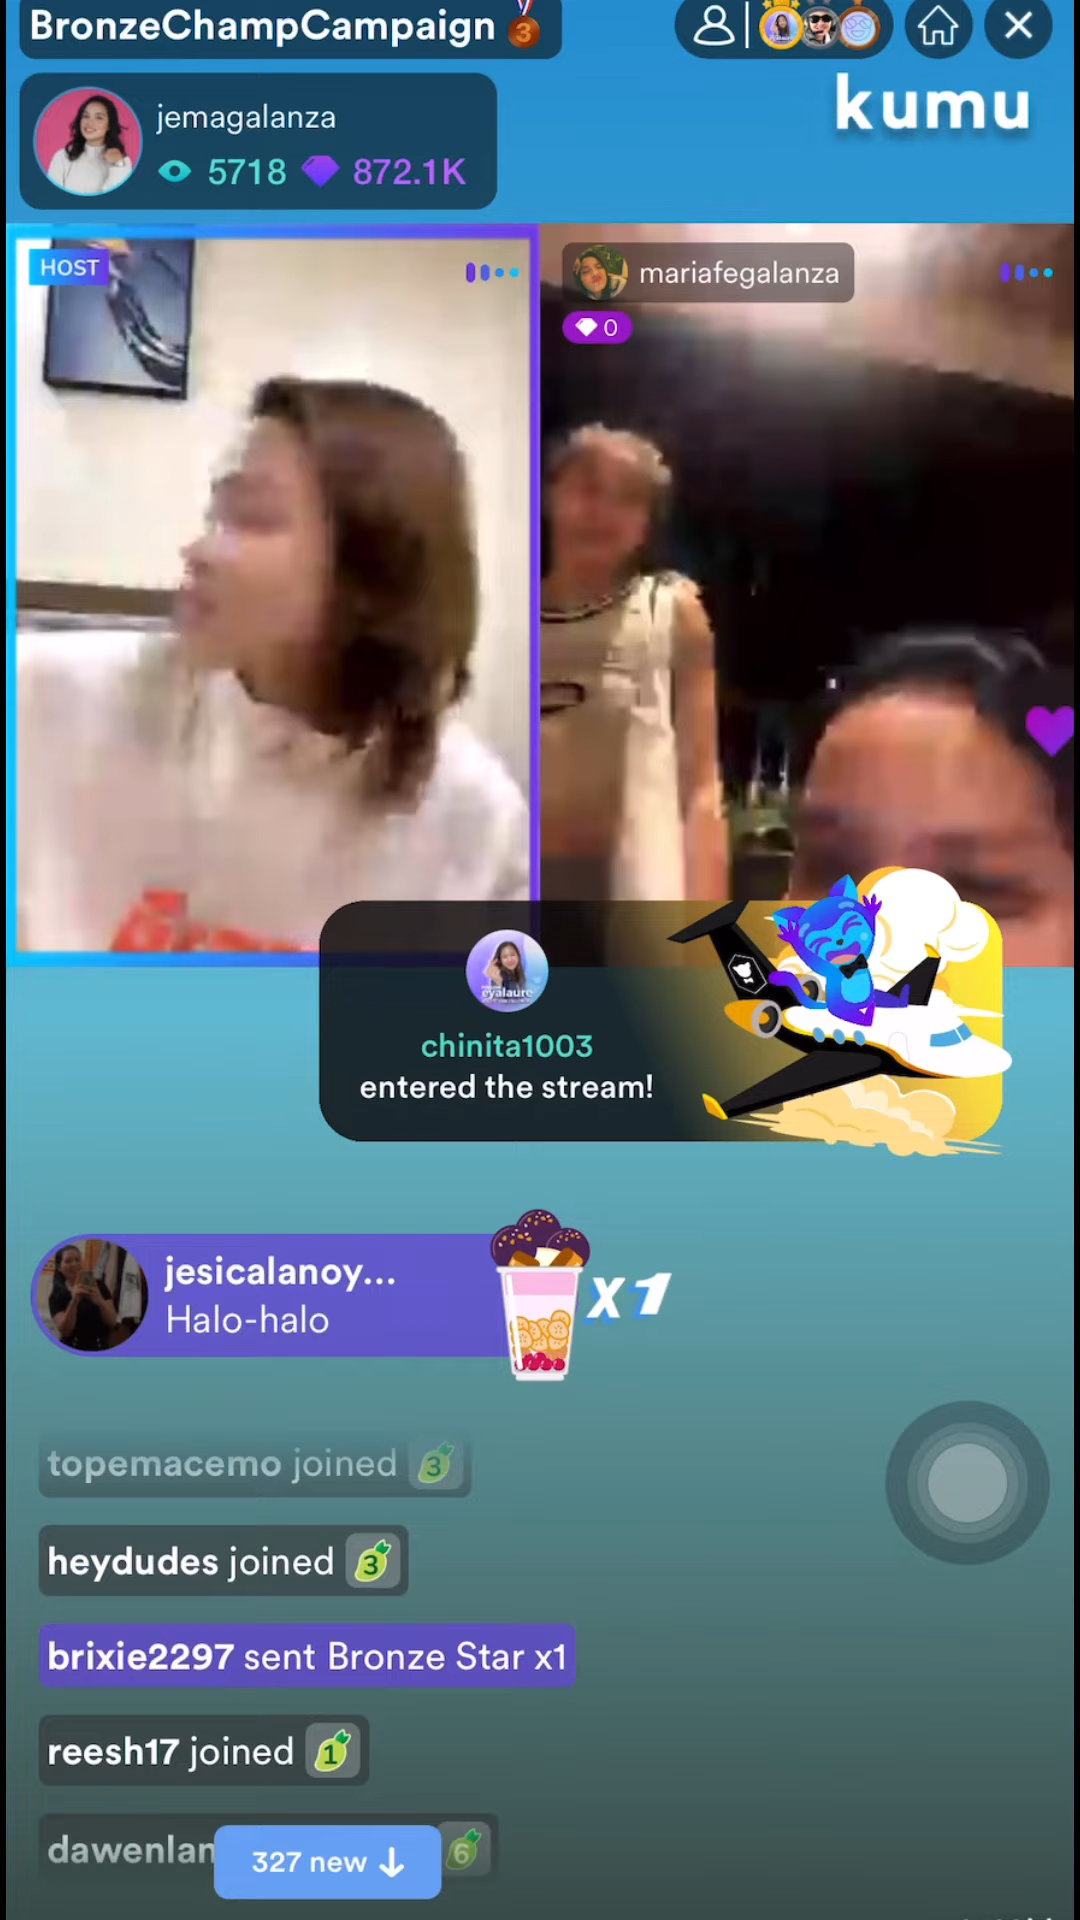 BronzeChampCampaign
3
kumu
jemagalanza
5718 872.1K
HOST
mariafegalanza
0
eyalaure
chinita1003
entered the stream!
jesicalanoy...
Halo-halo
x1
topemacemo joined 3
heydudes joined 3
brixie2297 sent Bronze Star x1
reesh17 joined 1
dawenlan 6
327 new